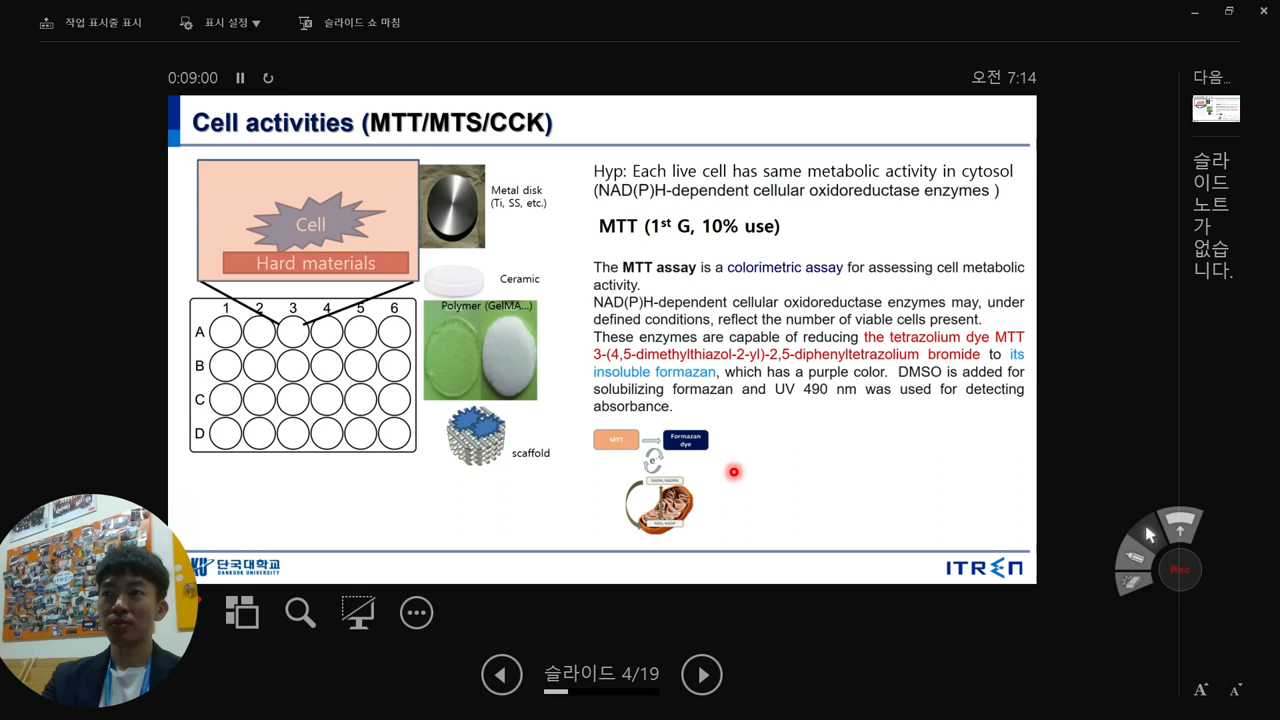 작업 표시줄 표시
표시 설정 ▼
슬라이드 쇼 마침
0:09:00
오전 7:14
다음...
Cell activities (MTT/MTS/CCK)
Cell
Hard materials
Metal disk
(Ti, SS, etc.)
Ceramic
Polymer (GelMA...)
scaffold
1 2 3 4 5 6
A
B
C
D
Hyp: Each live cell has same metabolic activity in cytosol
(NAD(P)H-dependent cellular oxidoreductase enzymes )
MTT (1st G, 10% use)
The MTT assay is a colorimetric assay for assessing cell metabolic
activity.
NAD(P)H-dependent cellular oxidoreductase enzymes may, under
defined conditions, reflect the number of viable cells present.
These enzymes are capable of reducing the tetrazolium dye MTT
3-(4,5-dimethylthiazol-2-yl)-2,5-diphenyltetrazolium bromide to its
insoluble formazan, which has a purple color. DMSO is added for
solubilizing formazan and UV 490 nm was used for detecting
absorbance.
MTT
Formazan
dye
e-
NADH, NADPH
단국대학교
DANKOOK UNIVERSITY
ITREN
슬라
이드
노트
가
없습
니다.
Rec
ITREN
슬라이드 4/19
A A